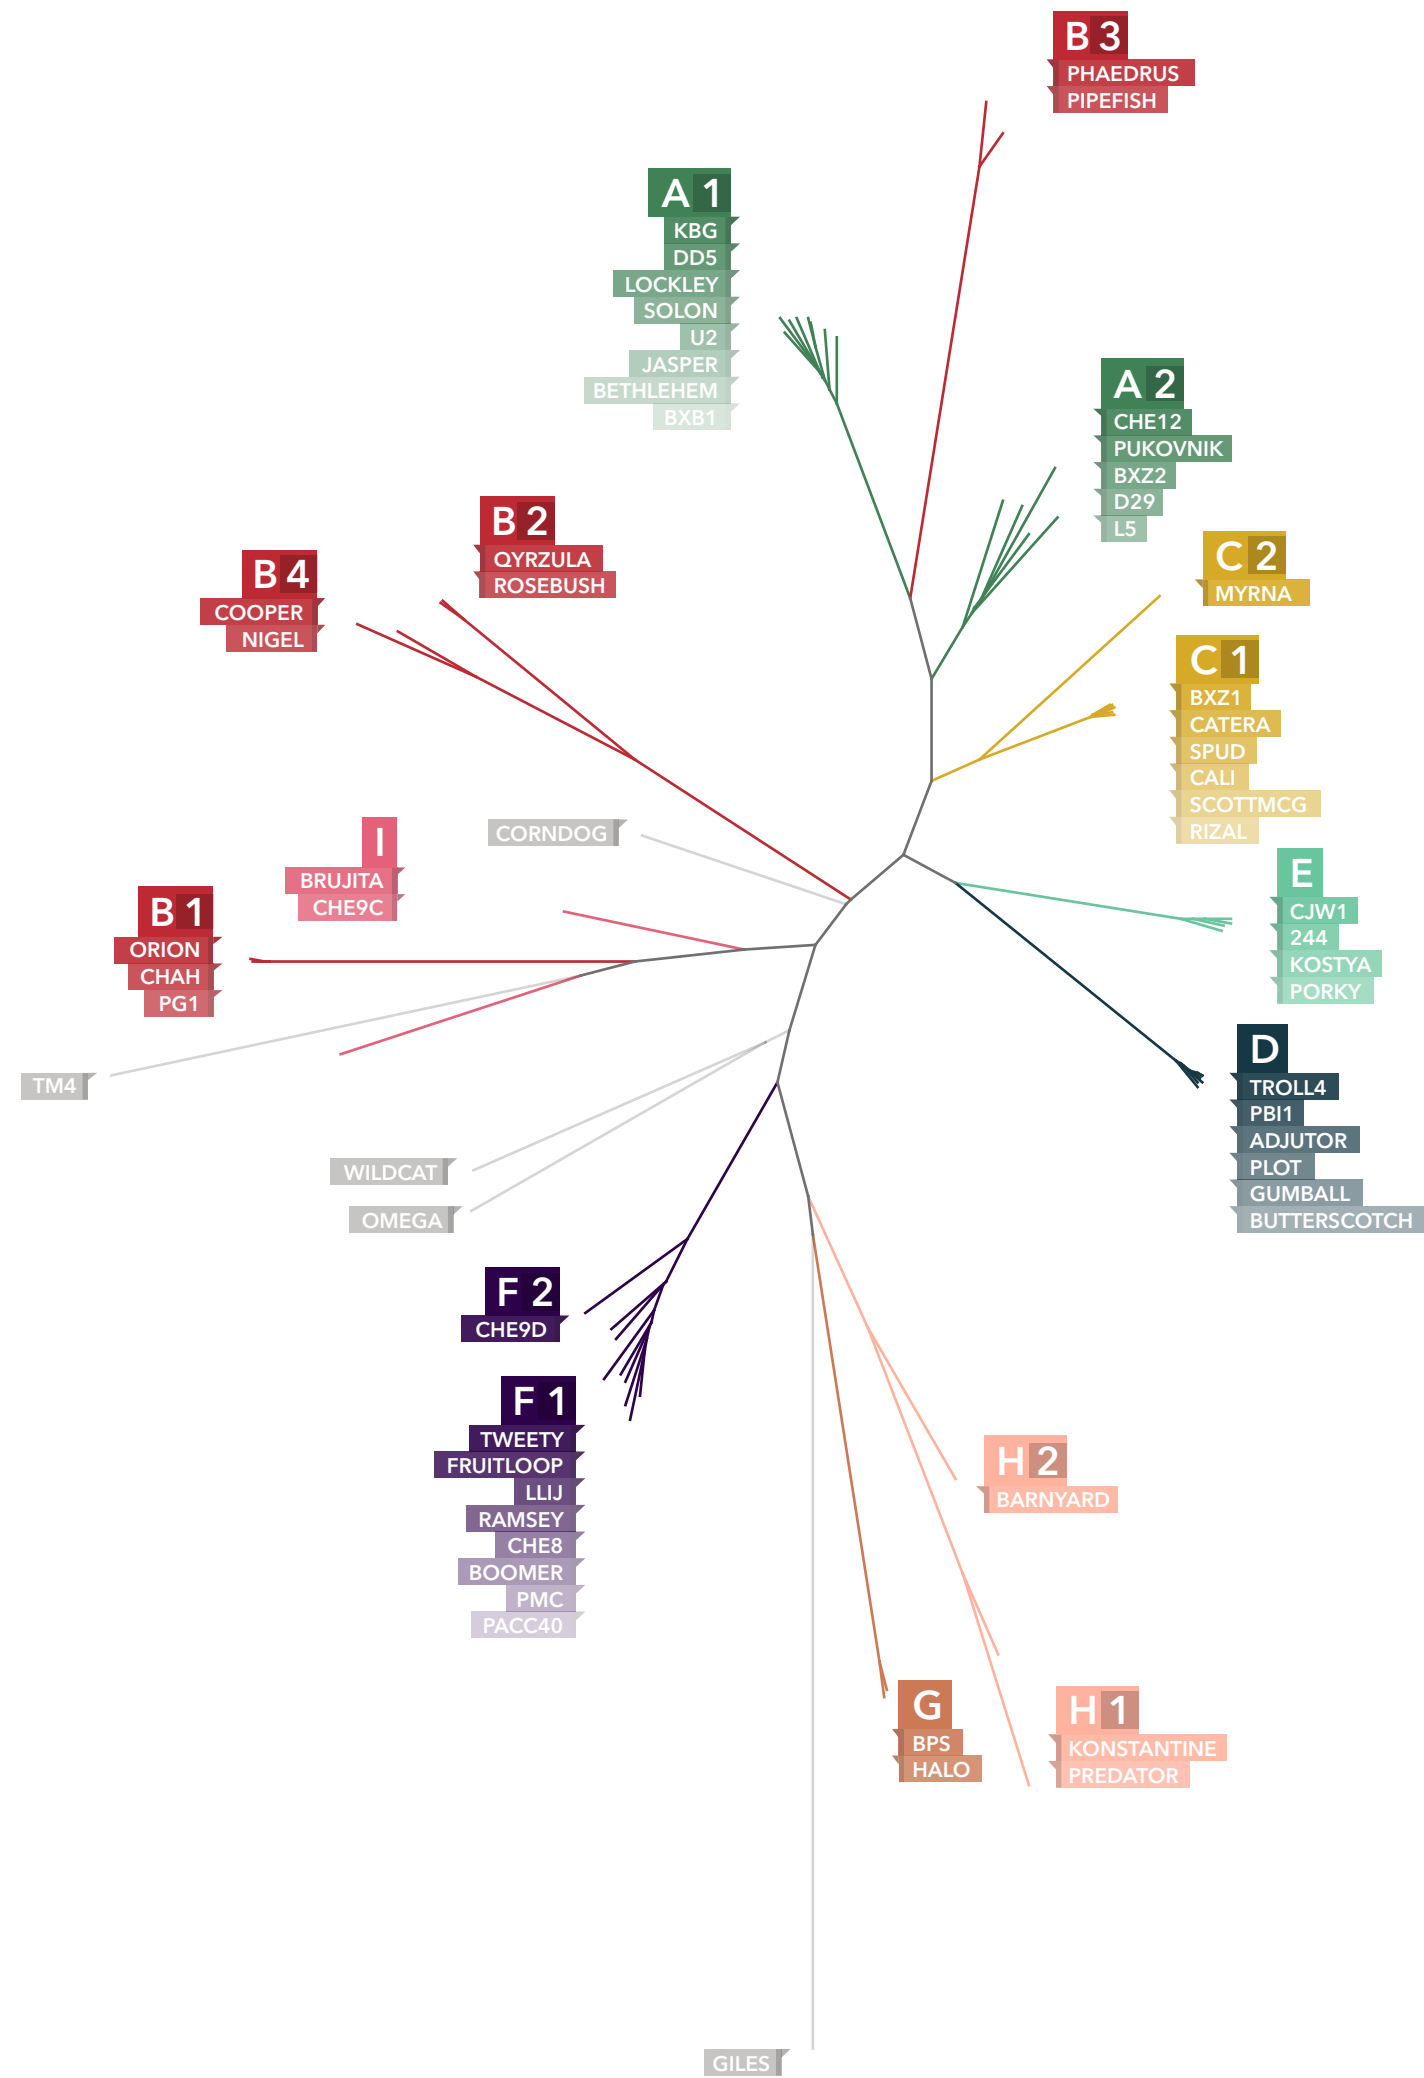 B 3
PHAEDRUS
PIPEFISH
A 1
KBG
DD5
LOCKLEY
SOLON
U2
JASPER
BETHLEHEM
BXB1
A 2
CHE12
PUKOVNIK
BXZ2
D29
L5
B 2
QYRZULA
ROSEBUSH
B 4
COOPER
NIGEL
C 2
MYRNA
C 1
BXZ1
CATERA
SPUD
CALI
SCOTTMCG
RIZAL
CORNDOG
I
BRUJITA
CHE9C
B 1
ORION
CHAH
PG1
E
CJW1
244
KOSTYA
PORKY
D
TROLL4
PBI1
ADJUTOR
PLOT
GUMBALL
BUTTERSCOTCH
TM4
WILDCAT
OMEGA
F 2
CHE9D
F 1
TWEETY
FRUITLOOP
LLIJ
RAMSEY
CHE8
BOOMER
PMC
PACC40
H 2
BARNYARD
G
BPS
HALO
H 1
KONSTANTINE
PREDATOR
GILES